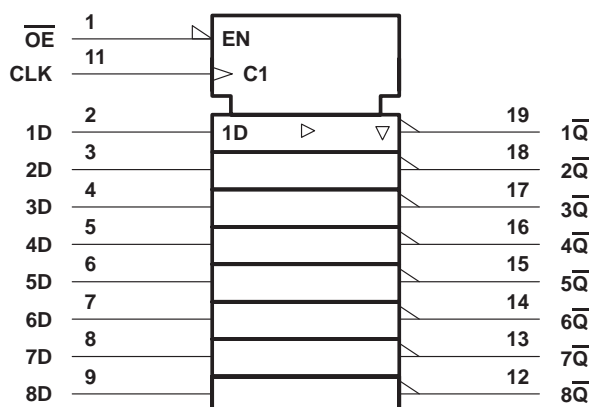 1
O̅E̅ EN
11
CLK C1
2 19
1D 1D 1Q̅
3 18
2D 2Q̅
4 17
3D 3Q̅
5 16
4D 4Q̅
6 15
5D 5Q̅
7 14
6D 6Q̅
8 13
7D 7Q̅
9 12
8D 8Q̅